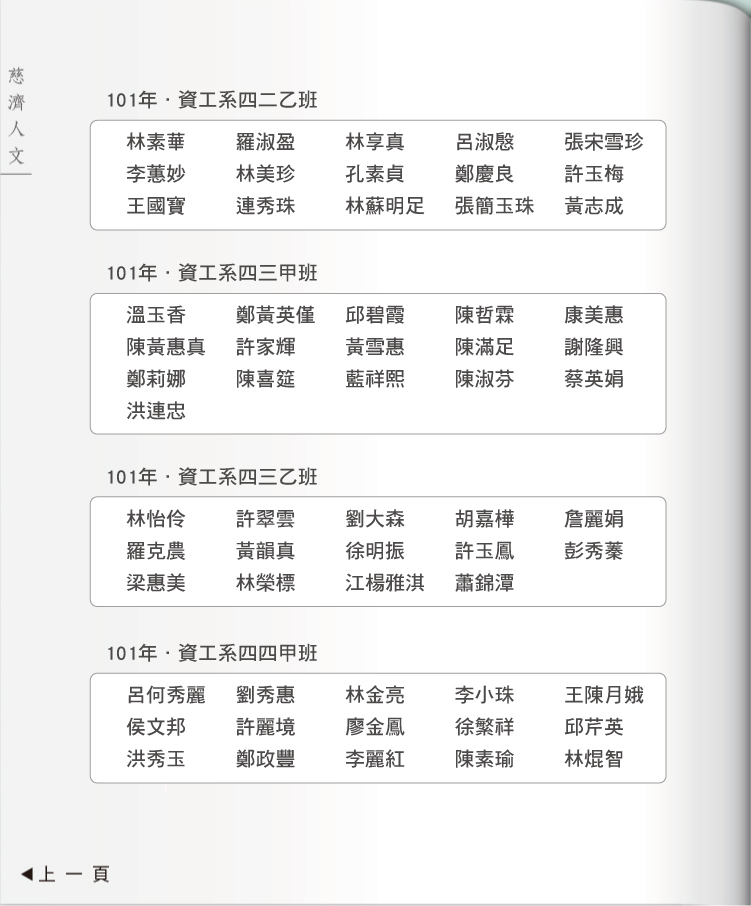 慈濟人文
101年·資工系四二乙班
林素華 羅淑盈 林享真 呂淑慇 張宋雪珍
李蕙妙 林美珍 孔素貞 鄭慶良 許玉梅
王國寶 連秀珠 林蘇明足 張簡玉珠 黃志成
101年·資工系四三甲班
溫玉香 鄭黃英僅 邱碧霞 陳哲霖 康美惠
陳黃惠真 許家輝 黃雪惠 陳滿足 謝隆興
鄭莉娜 陳喜筵 藍祥熙 陳淑芬 蔡英娟
洪連忠
101年·資工系四三乙班
林怡伶 許翠雲 劉大森 胡嘉樺 詹麗娟
羅克農 黃韻真 徐明振 許玉鳳 彭秀蓁
梁惠美 林榮標 江楊雅淇 蕭錦潭
101年·資工系四四甲班
呂何秀麗 劉秀惠 林金亮 李小珠 王陳月娥
侯文邦 許麗境 廖金鳳 徐繁祥 邱芹英
洪秀玉 鄭政豐 李麗紅 陳素瑜 林焜智
◀上一頁